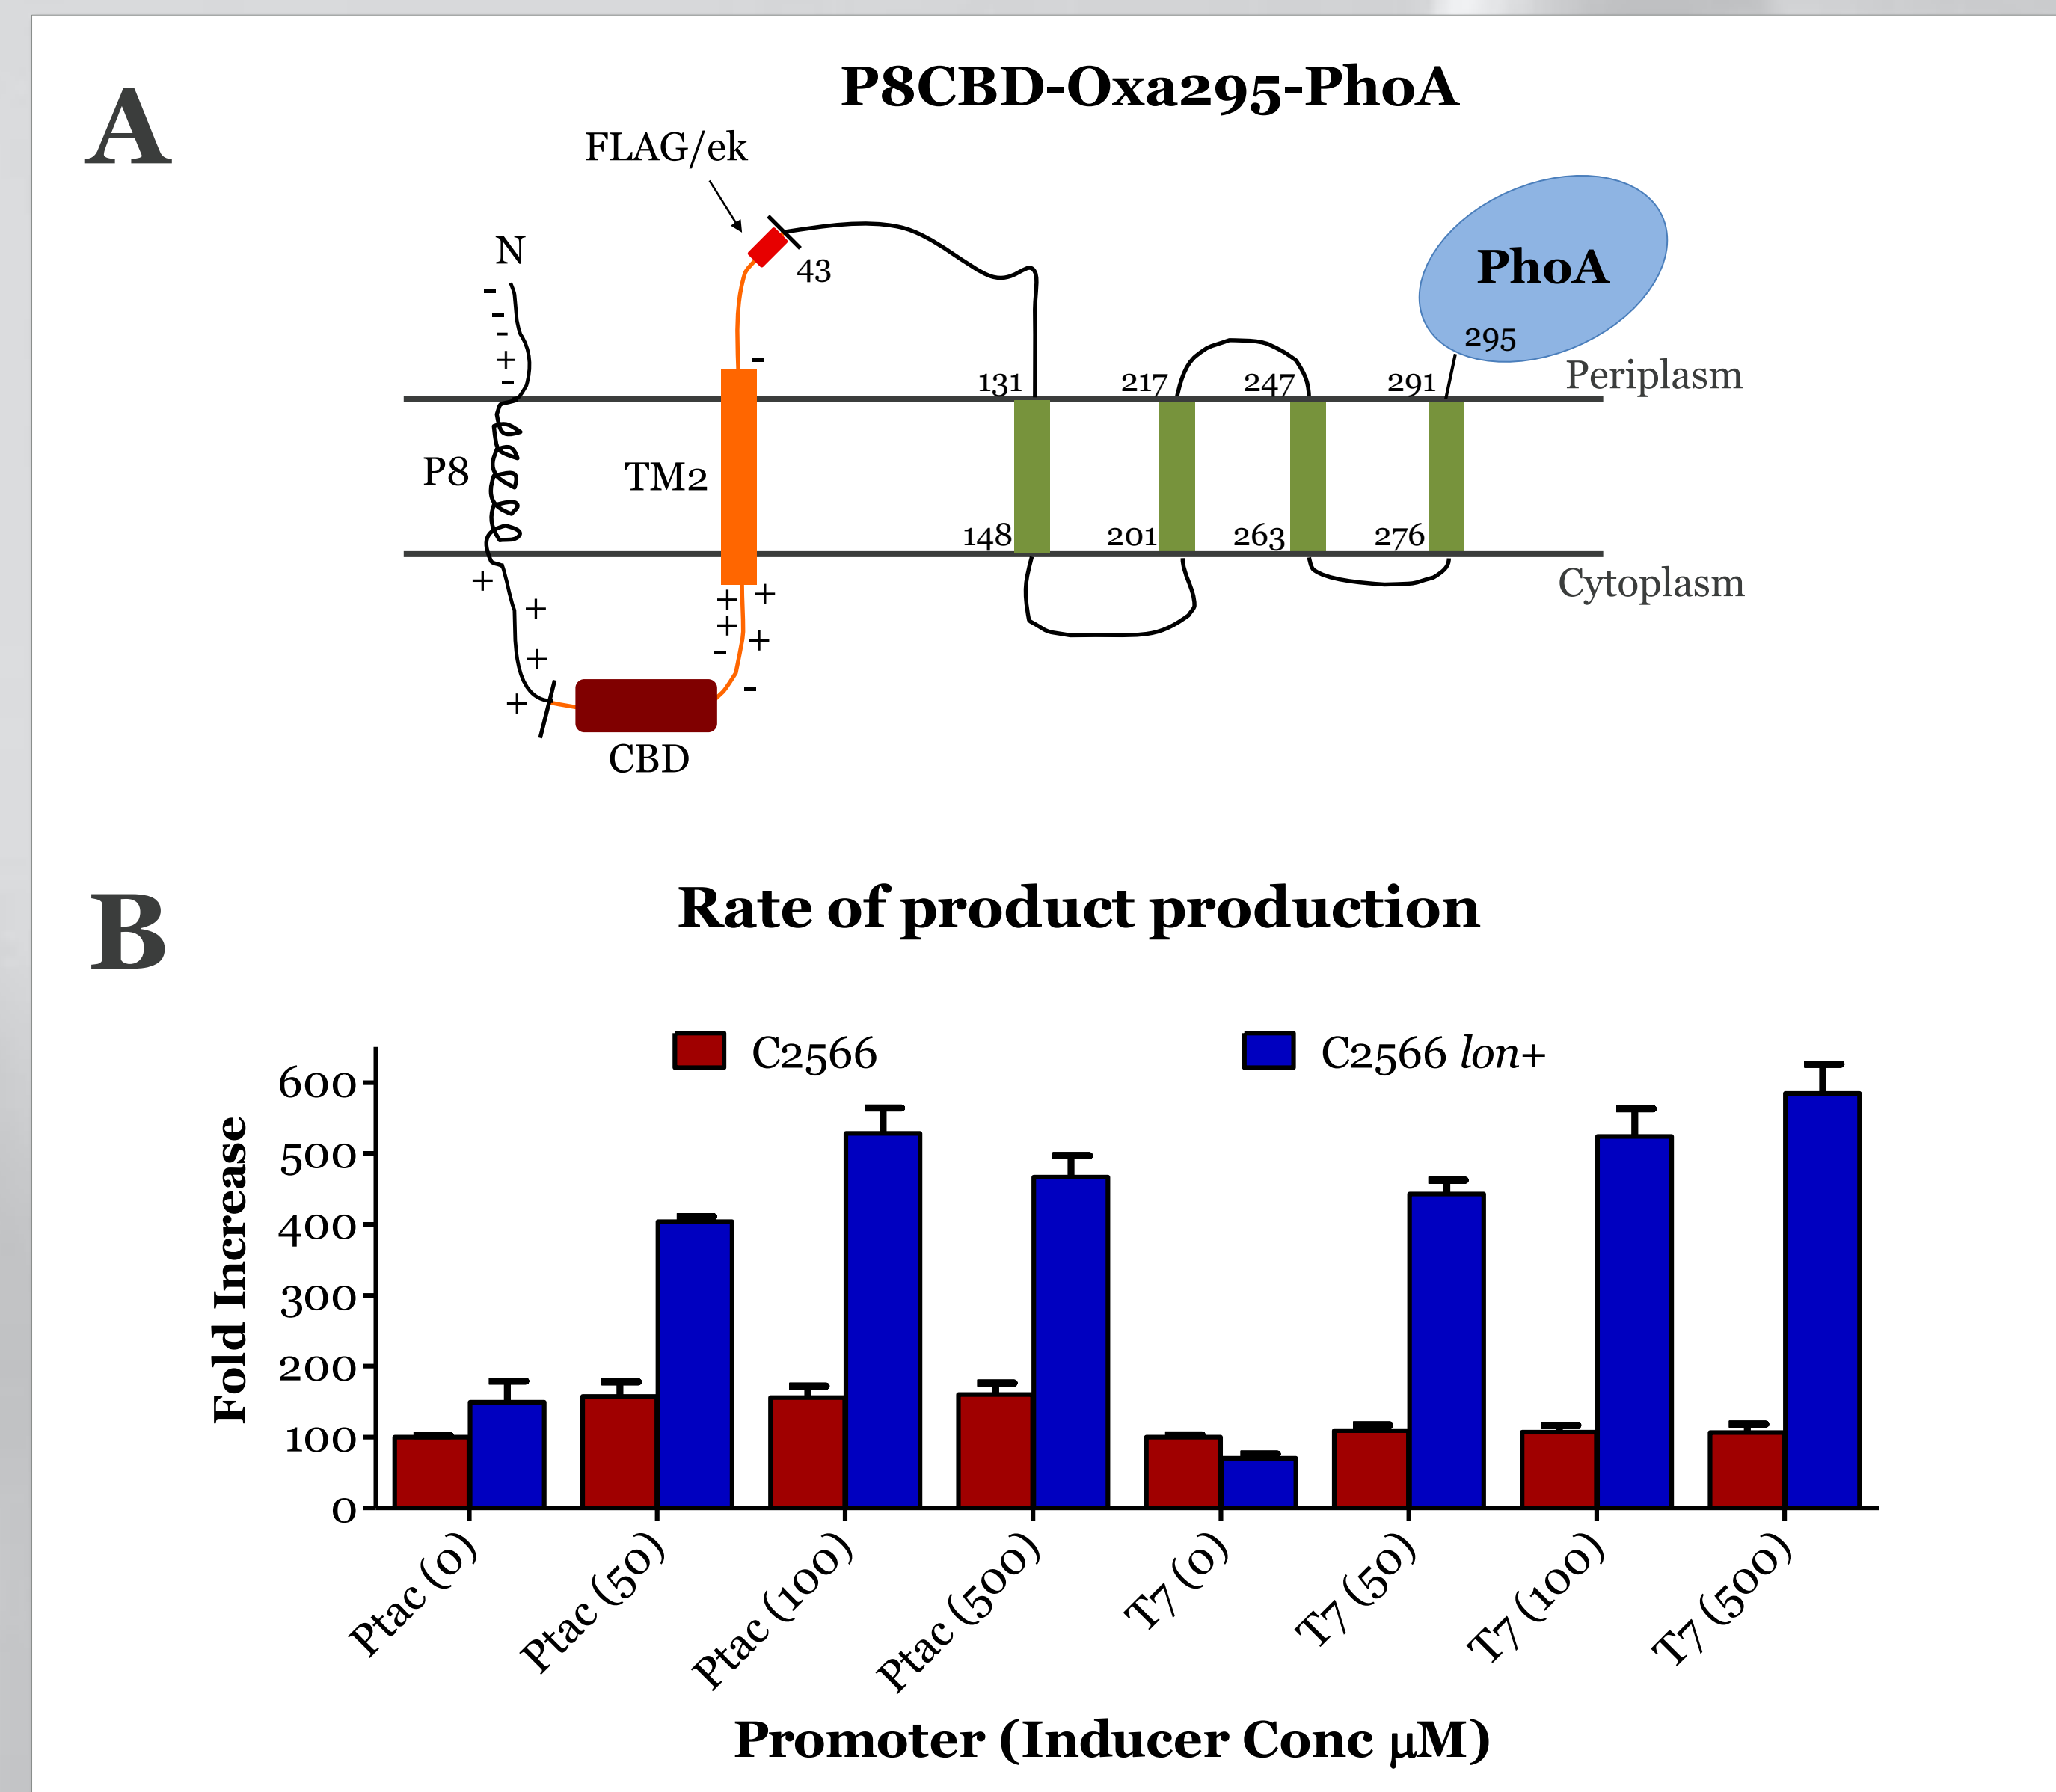 A
P8CBD-Oxa295-PhoA
FLAG/ek
N
43
PhoA
295
-
-
-
+
-
-
131
217
247
291
Periplasm
P8
TM2
148
201
263
276
Cytoplasm
+
+
+
+
+
+
+
+
-
-
CBD
B
Rate of product production
C2566
C2566 lon+
Fold Increase
600
500
400
300
200
100
0
Ptac (0)
Ptac (50)
Ptac (100)
Ptac (500)
T7 (0)
T7 (50)
T7 (100)
T7 (500)
Promoter (Inducer Conc µM)